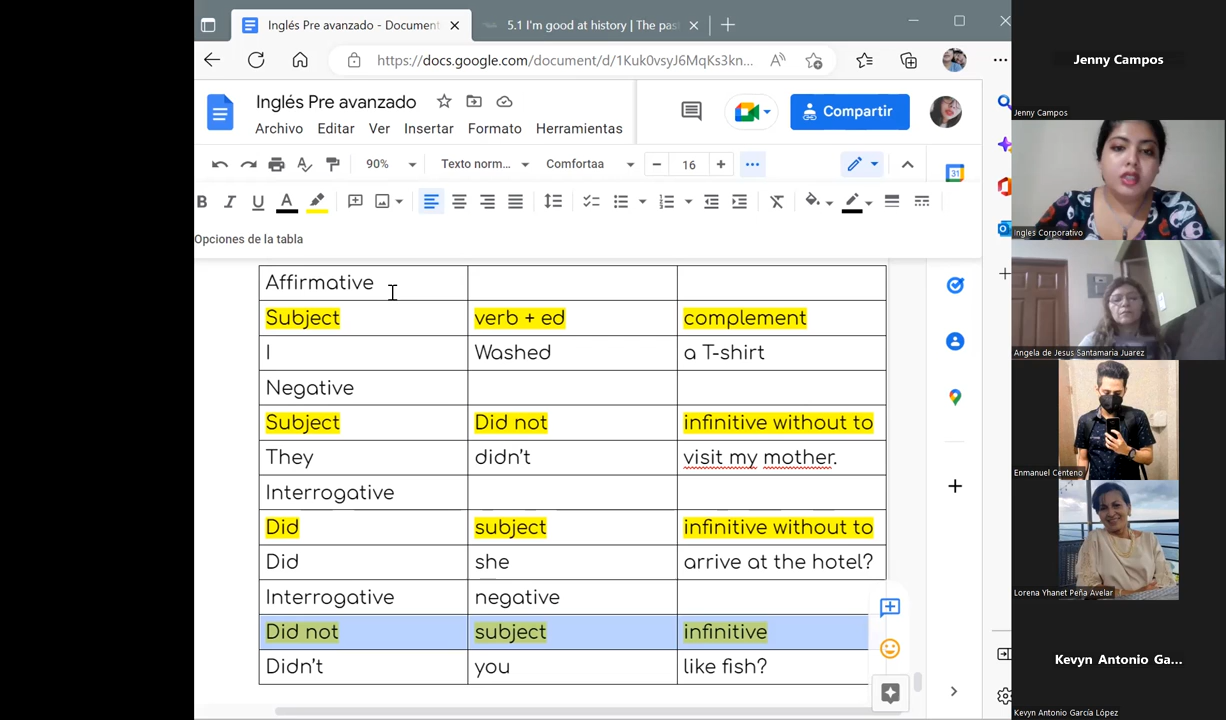 Inglés Pre avanzado - Document
5.1 I'm good at history | The pas
https://docs.google.com/document/d/1Kuk0vsyJ6MqKs3kn...
Inglés Pre avanzado
Archivo Editar Ver Insertar Formato Herramientas
Compartir
90% Texto norm... Comfortaa 16
Opciones de la tabla
Affirmative
Subject verb + ed complement
I Washed a T-shirt
Negative
Subject Did not infinitive without to
They didn't visit my mother.
Interrogative
Did subject infinitive without to
Did she arrive at the hotel?
Interrogative negative
Did not subject infinitive
Didn't you like fish?
Jenny Campos
Jenny Campos
Ingles Corporativo
Angela de Jesus Santamaria Juarez
Enmanuel Centeno
Lorena Yhanet Peña Avelar
Kevyn Antonio Ga...
Kevyn Antonio García López